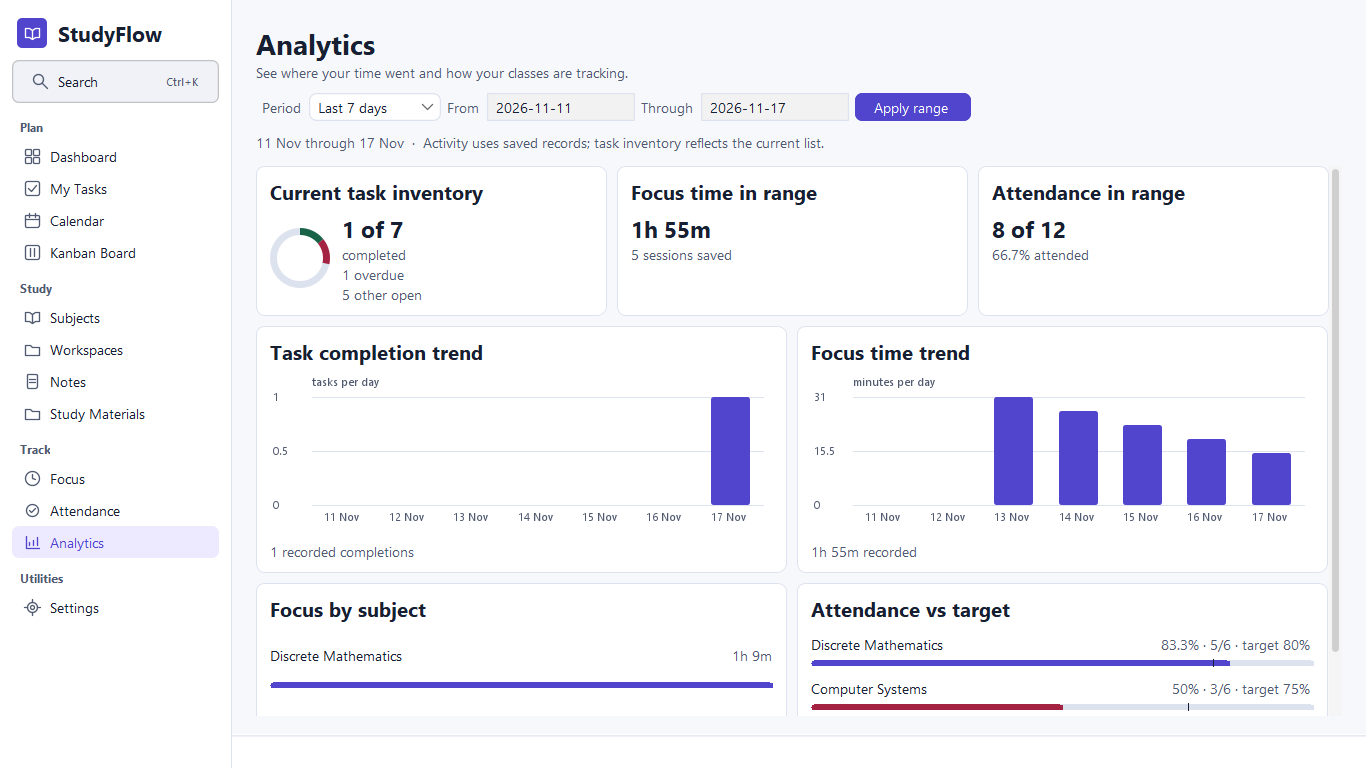 StudyFlow
Search Ctrl+K
Plan
Dashboard
My Tasks
Calendar
Kanban Board
Study
Subjects
Workspaces
Notes
Study Materials
Track
Focus
Attendance
Analytics
Utilities
Settings
Analytics
See where your time went and how your classes are tracking.
Period Last 7 days From 2026-11-11 Through 2026-11-17 Apply range
11 Nov through 17 Nov · Activity uses saved records; task inventory reflects the current list.
Current task inventory
1 of 7
completed
1 overdue
5 other open
Focus time in range
1h 55m
5 sessions saved
Attendance in range
8 of 12
66.7% attended
Task completion trend
tasks per day
1
0.5
0
11 Nov 12 Nov 13 Nov 14 Nov 15 Nov 16 Nov 17 Nov
1 recorded completions
Focus time trend
minutes per day
31
15.5
0
11 Nov 12 Nov 13 Nov 14 Nov 15 Nov 16 Nov 17 Nov
1h 55m recorded
Focus by subject
Discrete Mathematics 1h 9m
Attendance vs target
Discrete Mathematics 83.3% · 5/6 · target 80%
Computer Systems 50% · 3/6 · target 75%